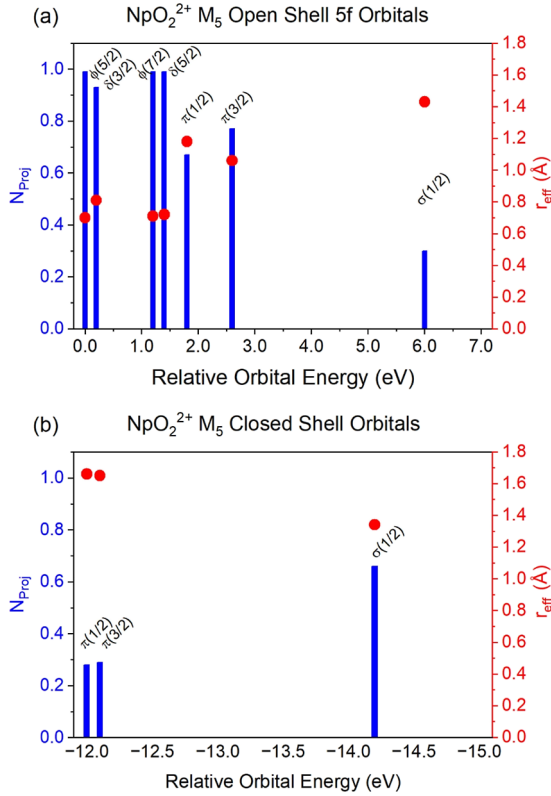 (a) NpO₂²⁺ M₅ Open Shell 5f Orbitals
ϕ(5/2)
δ(3/2)
ϕ(7/2)
δ(5/2)
π(1/2)
π(3/2)
σ(1/2)
1.0
0.8
0.6
0.4
0.2
0.0
N_Proj
1.8
1.6
1.4
1.2
1.0
0.8
0.6
0.4
0.2
0.0
r_eff (Å)
0.0 1.0 2.0 3.0 4.0 5.0 6.0 7.0
Relative Orbital Energy (eV)
(b) NpO₂²⁺ M₅ Closed Shell Orbitals
π(1/2)
π(3/2)
σ(1/2)
1.0
0.8
0.6
0.4
0.2
0.0
N_Proj
1.8
1.6
1.4
1.2
1.0
0.8
0.6
0.4
0.2
0.0
r_eff (Å)
−12.0 −12.5 −13.0 −13.5 −14.0 −14.5 −15.0
Relative Orbital Energy (eV)